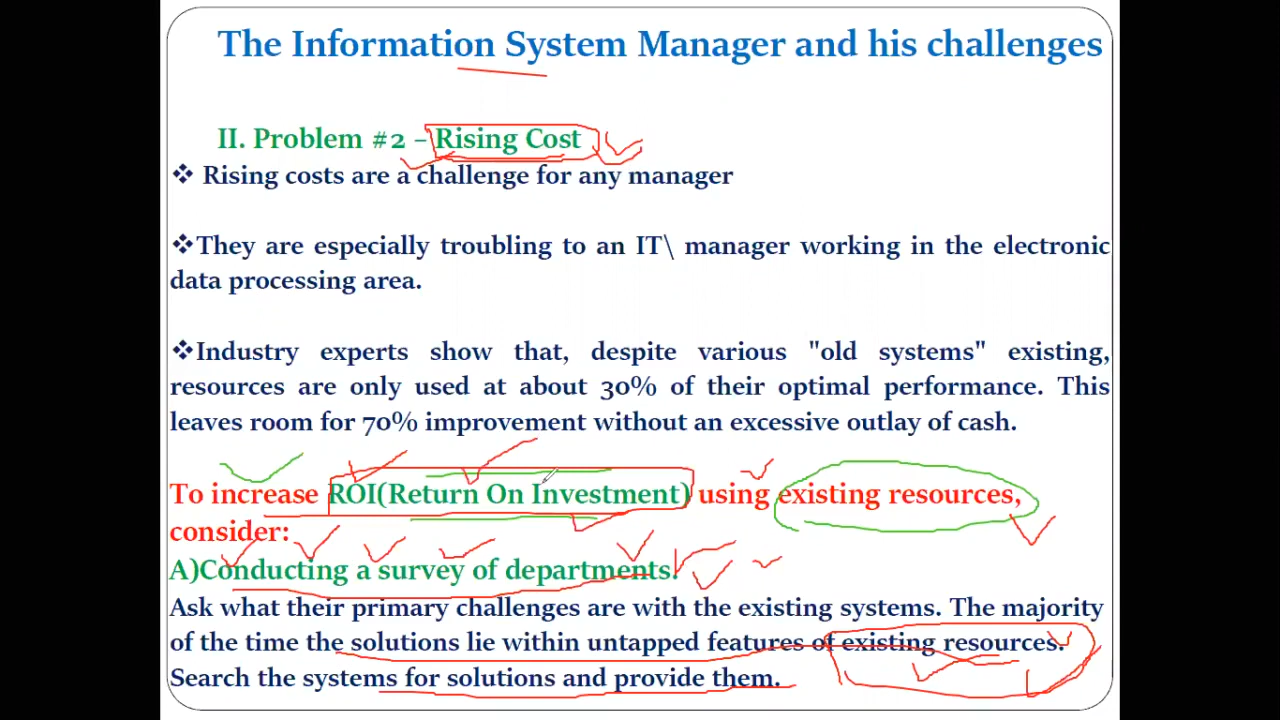 The Information System Manager and his challenges
II. Problem #2 – Rising Cost
❖ Rising costs are a challenge for any manager
❖They are especially troubling to an IT\ manager working in the electronic
data processing area.
❖Industry experts show that, despite various "old systems" existing,
resources are only used at about 30% of their optimal performance. This
leaves room for 70% improvement without an excessive outlay of cash.
To increase ROI(Return On Investment) using existing resources,
consider:
A)Conducting a survey of departments.
Ask what their primary challenges are with the existing systems. The majority
of the time the solutions lie within untapped features of existing resources.
Search the systems for solutions and provide them.